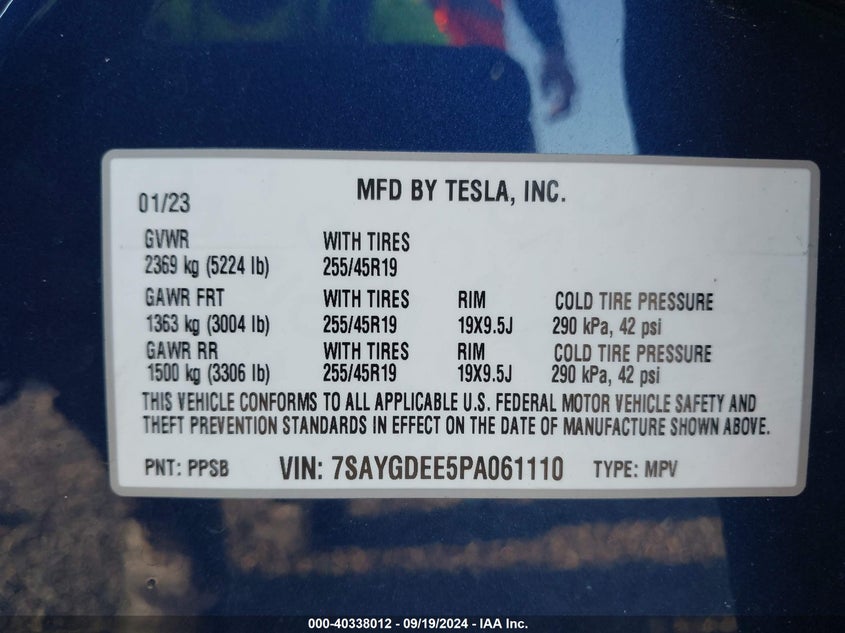 01/23 MFD BY TESLA, INC.
GVWR WITH TIRES
2369 kg (5224 lb) 255/45R19
GAWR FRT WITH TIRES RIM COLD TIRE PRESSURE
1363 kg (3004 lb) 255/45R19 19X9.5J 290 kPa, 42 psi
GAWR RR WITH TIRES RIM COLD TIRE PRESSURE
1500 kg (3306 lb) 255/45R19 19X9.5J 290 kPa, 42 psi
THIS VEHICLE CONFORMS TO ALL APPLICABLE U.S. FEDERAL MOTOR VEHICLE SAFETY AND
THEFT PREVENTION STANDARDS IN EFFECT ON THE DATE OF MANUFACTURE SHOWN ABOVE.
PNT: PPSB VIN: 7SAYGDEE5PA061110 TYPE: MPV
000-40338012 - 09/19/2024 - IAA Inc.